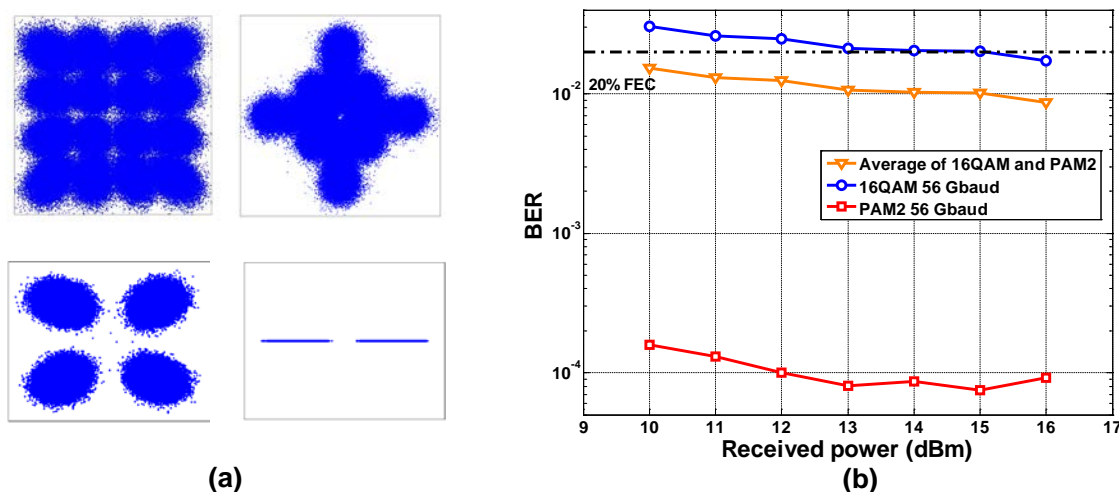 (a)
BER
10^-2
10^-3
10^-4
20% FEC
Average of 16QAM and PAM2
16QAM 56 Gbaud
PAM2 56 Gbaud
9 10 11 12 13 14 15 16 17
Received power (dBm)
(b)